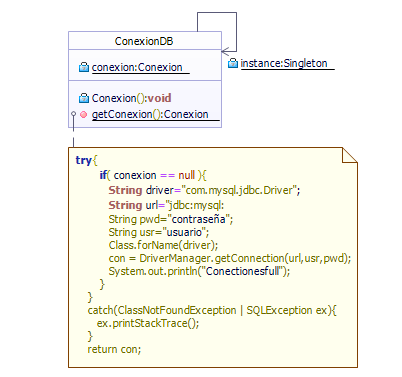 ConexionDB
conexion:Conexion
instance:Singleton
Conexion():void
getConexion():Conexion
try{
if( conexion == null ){
String driver="com.mysql.jdbc.Driver";
String url="jdbc:mysql:
String pwd="contraseña";
String usr="usuario";
Class.forName(driver);
con = DriverManager.getConnection(url,usr,pwd);
System.out.println("Conectionesfull");
}
}
catch(ClassNotFoundException | SQLException ex){
ex.printStackTrace();
}
return con;